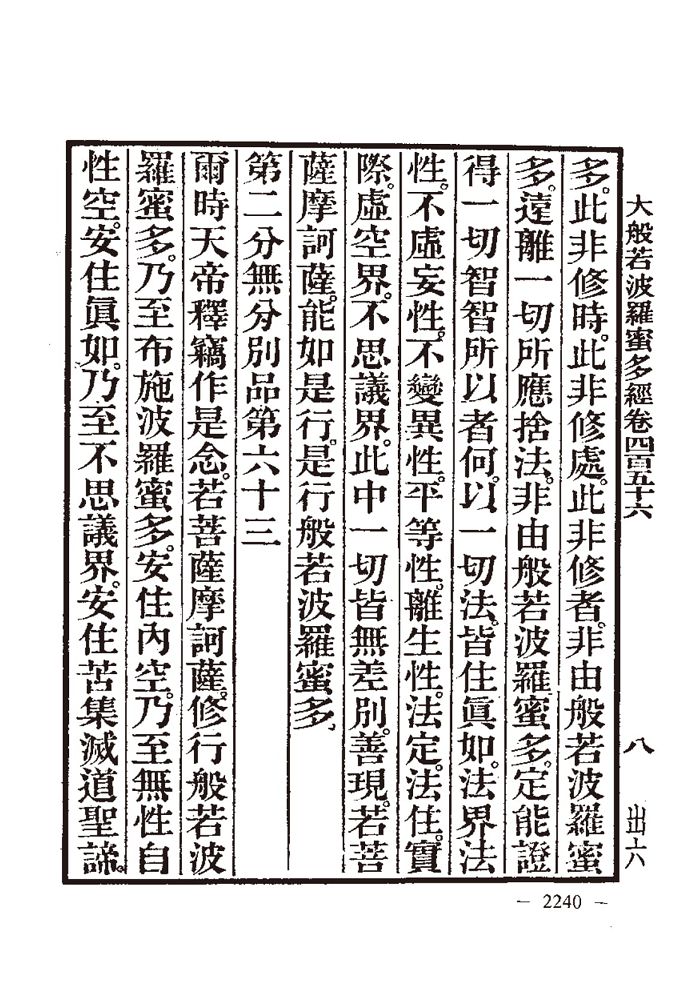 大般若波羅蜜多經卷四百五十六
八
出六
多。此非修時。此非修處。此非修者。非由般若波羅蜜
多。遠離一切所應捨法。非由般若波羅蜜多。定能證
得一切智智所以者何。以一切法。皆住眞如。法界法
性。不虛妄性。不變異性。平等性。離生性。法定。法住。實
際。虛空界。不思議界。此中一切皆無差別。善現。若菩
薩摩訶薩。能如是行。是行般若波羅蜜多。
第二分無分別品第六十三
爾時天帝釋竊作是念。若菩薩摩訶薩。修行般若波
羅蜜多。乃至布施波羅蜜多。安住內空。乃至無性自
性空。安住眞如。乃至不思議界。安住苦集滅道聖諦。
— 2240 —